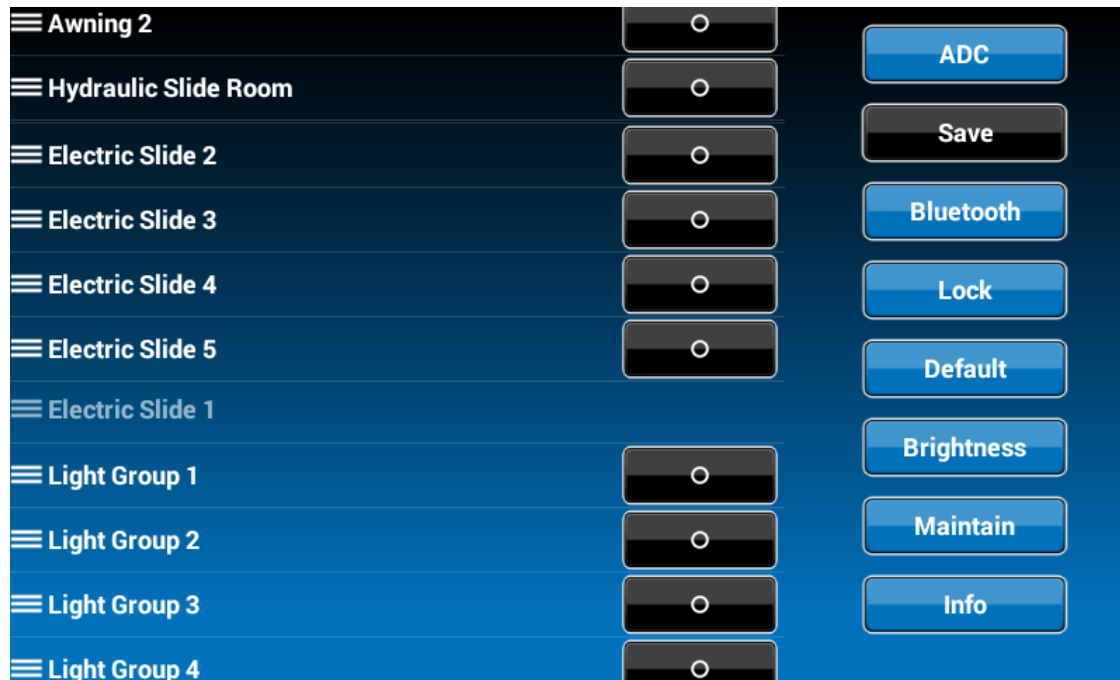 Awning 2
Hydraulic Slide Room
Electric Slide 2
Electric Slide 3
Electric Slide 4
Electric Slide 5
Electric Slide 1
Light Group 1
Light Group 2
Light Group 3
Light Group 4
ADC
Save
Bluetooth
Lock
Default
Brightness
Maintain
Info